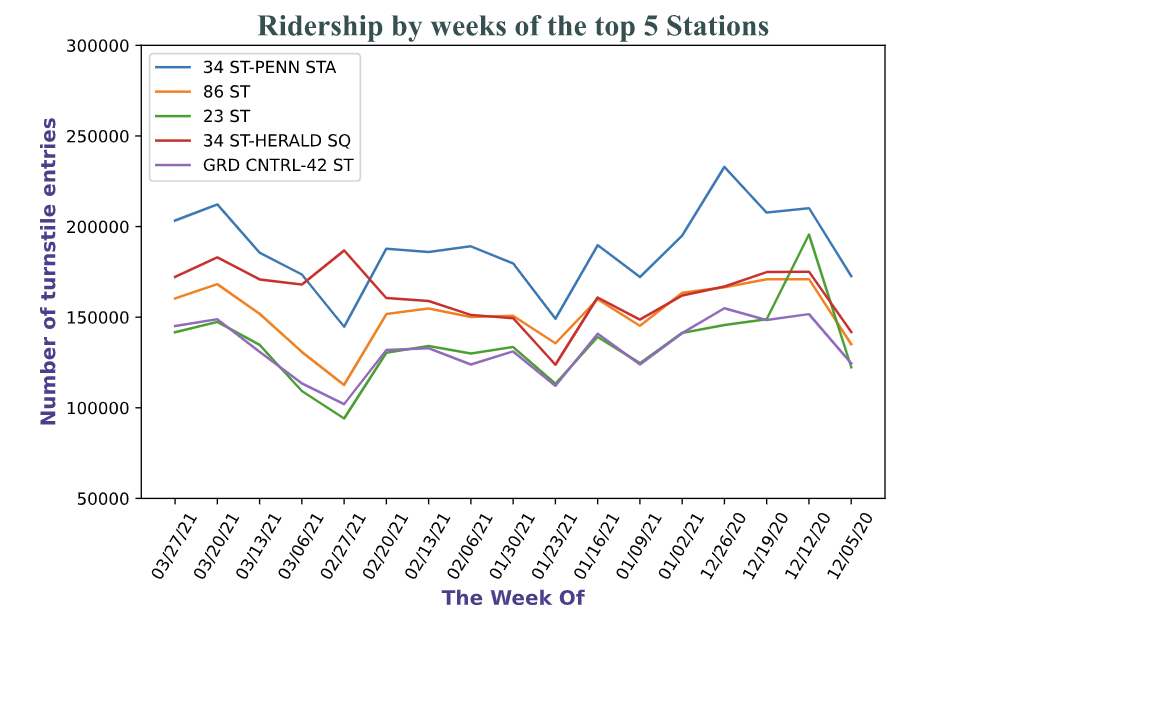 Ridership by weeks of the top 5 Stations
300000
250000
200000
150000
100000
50000
Number of turnstile entries
34 ST-PENN STA
86 ST
23 ST
34 ST-HERALD SQ
GRD CNTRL-42 ST
03/27/21
03/20/21
03/13/21
03/06/21
02/27/21
02/20/21
02/13/21
02/06/21
01/30/21
01/23/21
01/16/21
01/09/21
01/02/21
12/26/20
12/19/20
12/12/20
12/05/20
The Week Of